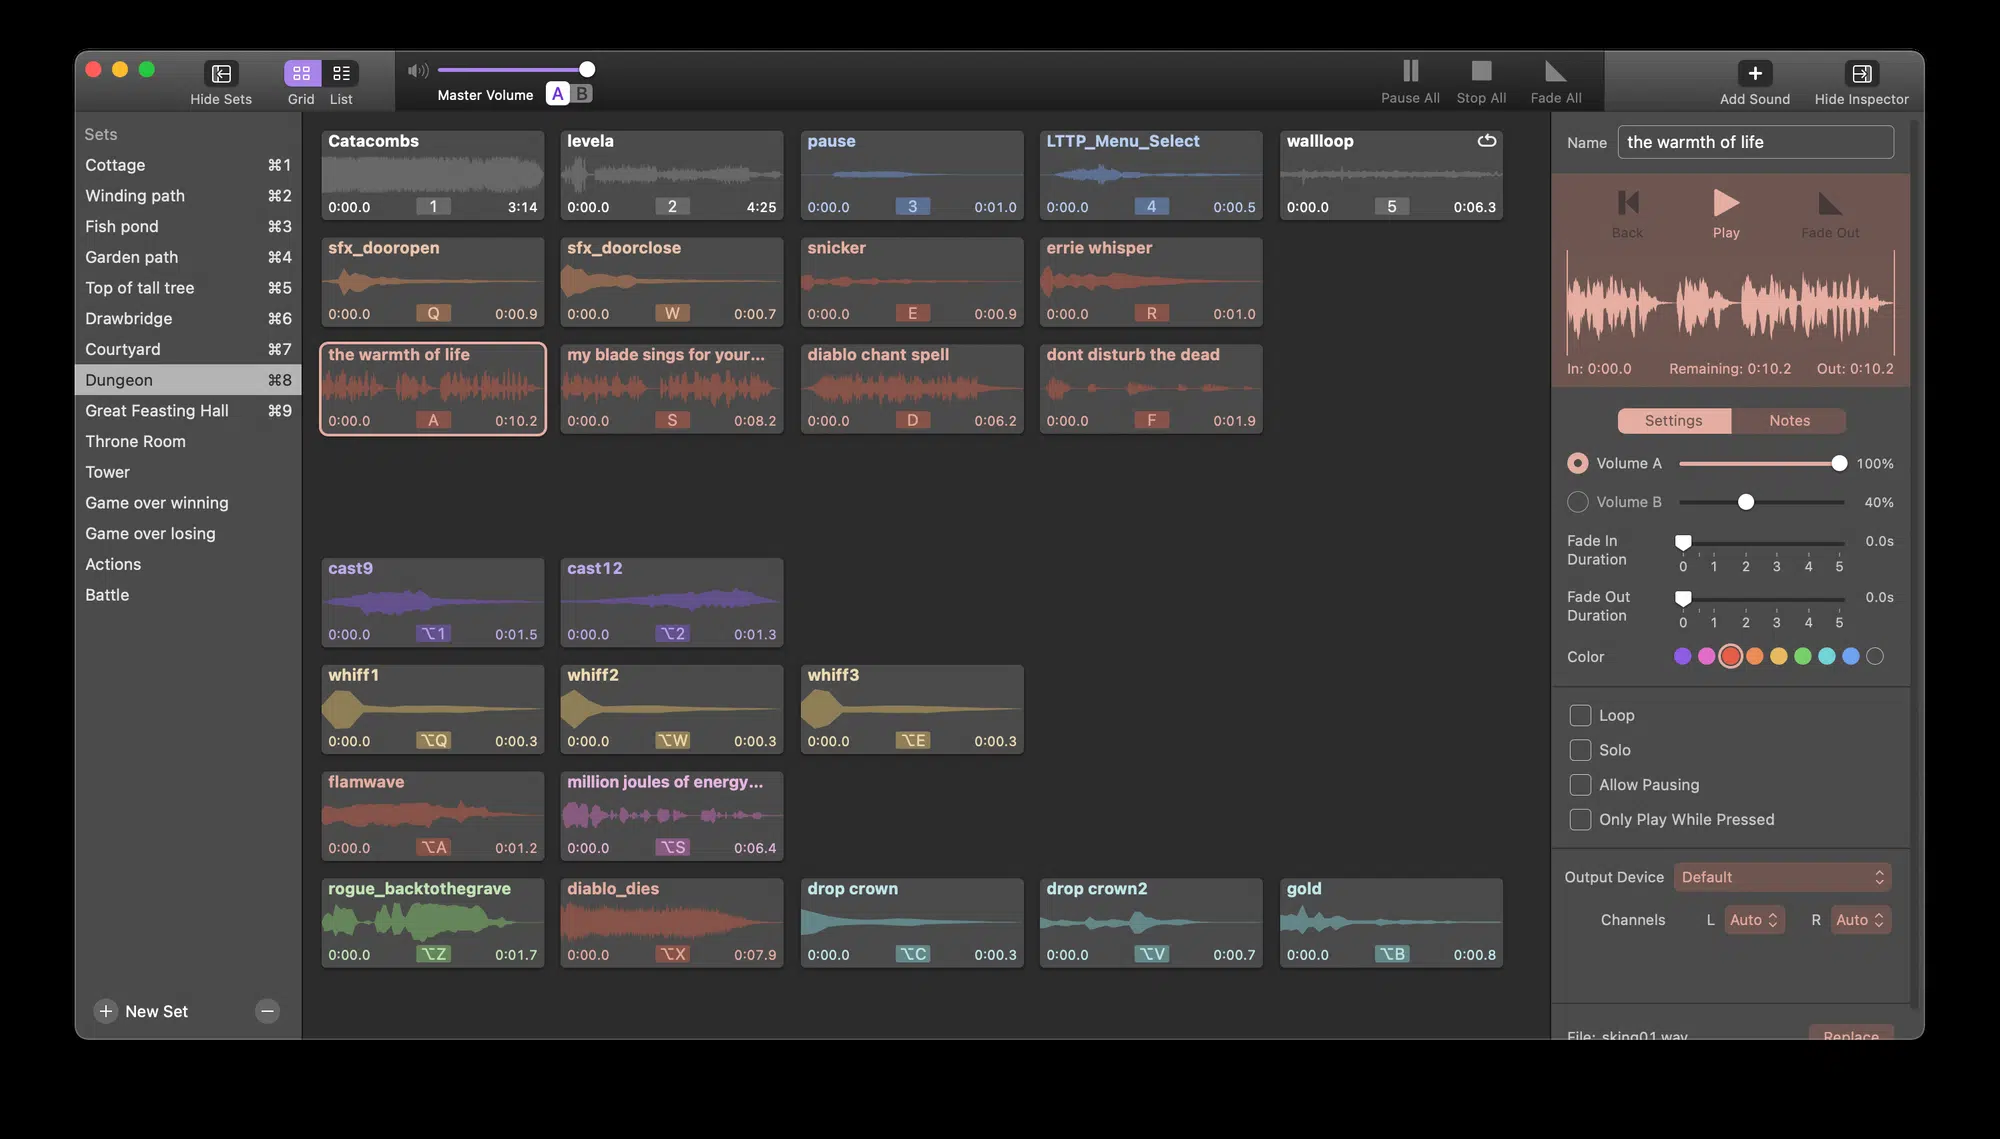 Hide Sets
Grid
List
Master Volume
A B
Pause All
Stop All
Fade All
Add Sound
Hide Inspector
Sets
Cottage ⌘1
Winding path ⌘2
Fish pond ⌘3
Garden path ⌘4
Top of tall tree ⌘5
Drawbridge ⌘6
Courtyard ⌘7
Dungeon ⌘8
Great Feasting Hall ⌘9
Throne Room
Tower
Game over winning
Game over losing
Actions
Battle
New Set
Catacombs
0:00.0 1 3:14
levela
0:00.0 2 4:25
pause
0:00.0 3 0:01.0
LTTP_Menu_Select
0:00.0 4 0:00.5
wallloop
0:00.0 5 0:06.3
sfx_dooropen
0:00.0 Q 0:00.9
sfx_doorclose
0:00.0 W 0:00.7
snicker
0:00.0 E 0:00.9
errie whisper
0:00.0 R 0:01.0
the warmth of life
0:00.0 A 0:10.2
my blade sings for your...
0:00.0 S 0:08.2
diablo chant spell
0:00.0 D 0:06.2
dont disturb the dead
0:00.0 F 0:01.9
cast9
0:00.0 ⌥1 0:01.5
cast12
0:00.0 ⌥2 0:01.3
whiff1
0:00.0 ⌥Q 0:00.3
whiff2
0:00.0 ⌥W 0:00.3
whiff3
0:00.0 ⌥E 0:00.3
flamwave
0:00.0 ⌥A 0:01.2
million joules of energy...
0:00.0 ⌥S 0:06.4
rogue_backtothegrave
0:00.0 ⌥Z 0:01.7
diablo_dies
0:00.0 ⌥X 0:07.9
drop crown
0:00.0 ⌥C 0:00.3
drop crown2
0:00.0 ⌥V 0:00.7
gold
0:00.0 ⌥B 0:00.8
Name the warmth of life
Back
Play
Fade Out
In: 0:00.0 Remaining: 0:10.2 Out: 0:10.2
Settings Notes
Volume A 100%
Volume B 40%
Fade In
Duration
0.0s
0 1 2 3 4 5
Fade Out
Duration
0.0s
0 1 2 3 4 5
Color
Loop
Solo
Allow Pausing
Only Play While Pressed
Output Device Default
Channels L Auto R Auto
File: sking01.wav Replace